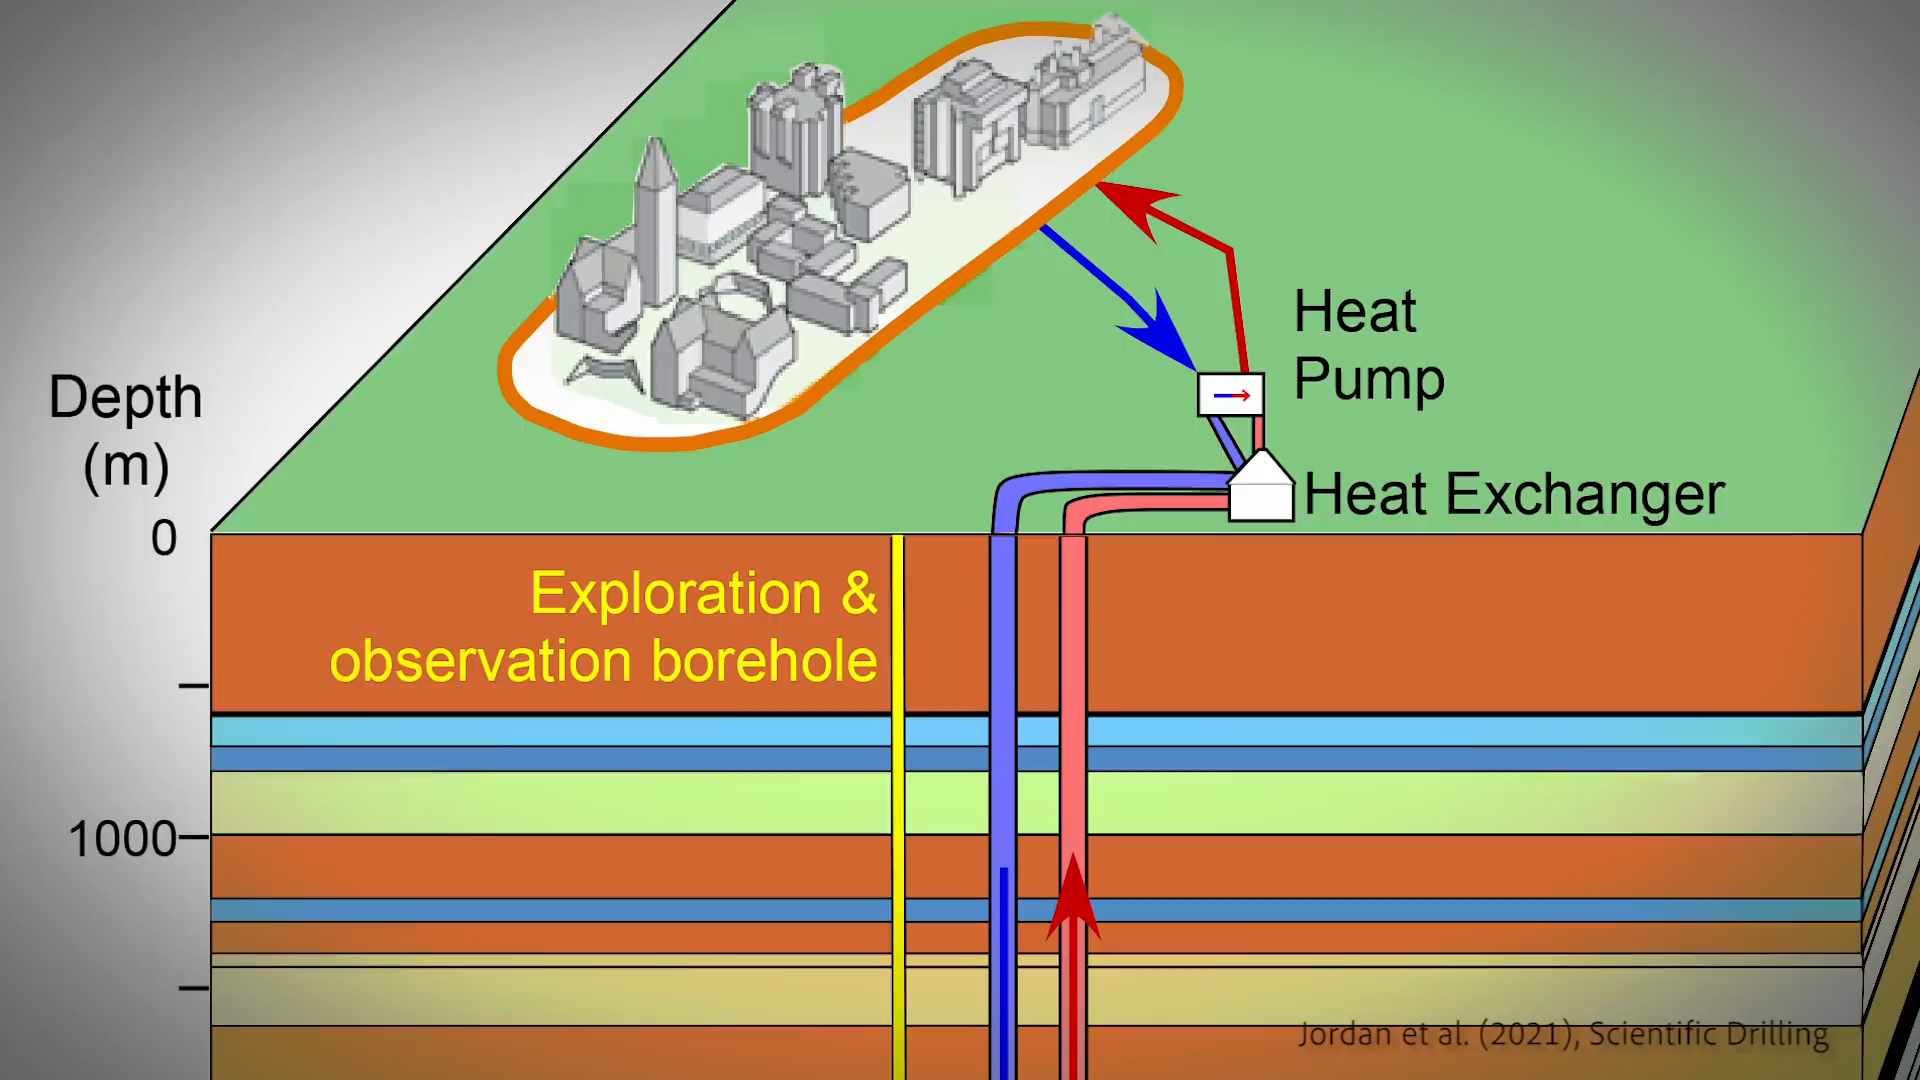 Heat
Pump
Depth
(m)
Heat Exchanger
0
Exploration &
observation borehole
1000
Jordan et al. (2021), Scientific Drilling